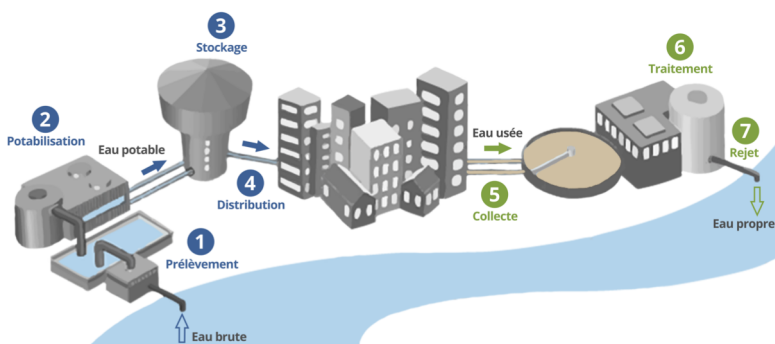 1
Prélèvement
Eau brute
2
Potabilisation
Eau potable
3
Stockage
4
Distribution
Eau usée
5
Collecte
6
Traitement
7
Rejet
Eau propre